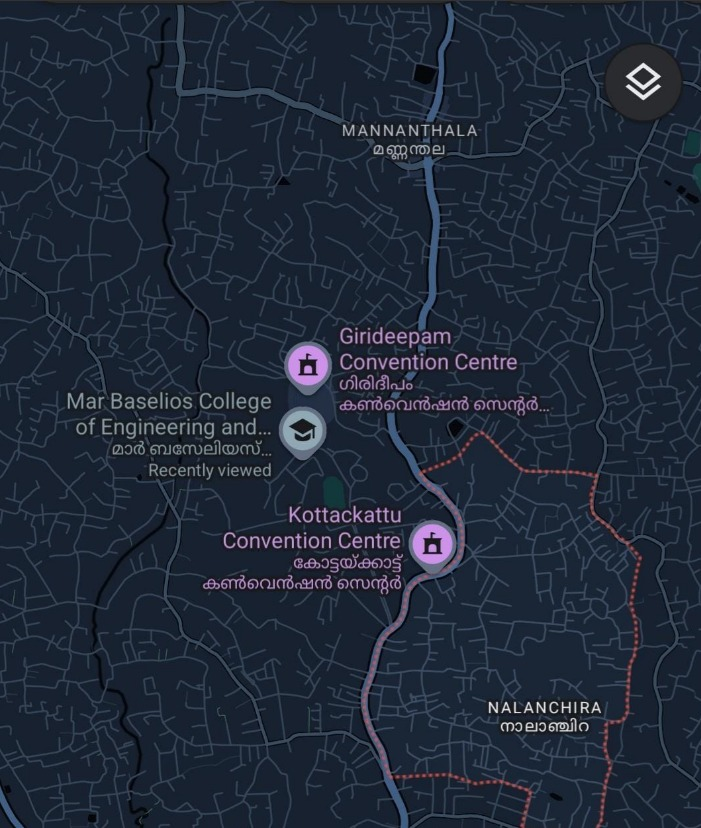 MANNANTHALA
മണ്ണന്തല
Girideepam
Convention Centre
ഗിരിദീപം
കൺവെൻഷൻ സെന്റർ...
Mar Baselios College
of Engineering and...
മാർ ബസേലിയസ്...
Recently viewed
Kottackattu
Convention Centre
കോട്ടയ്ക്കാട്ട്
കൺവെൻഷൻ സെന്റർ
NALANCHIRA
നാലാഞ്ചിറ